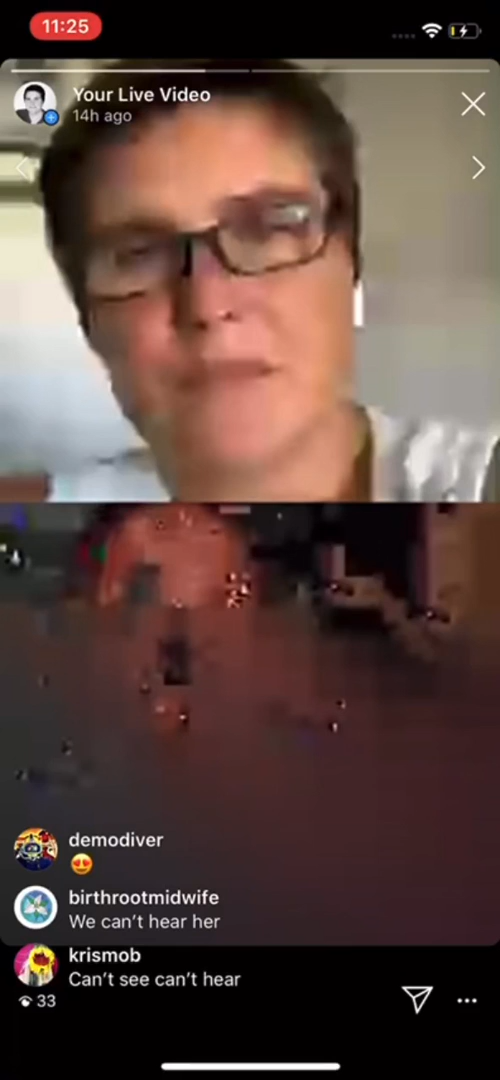 11:25
Your Live Video
14h ago
demodiver
😍
birthrootmidwife
We can't hear her
krismob
Can't see can't hear
33